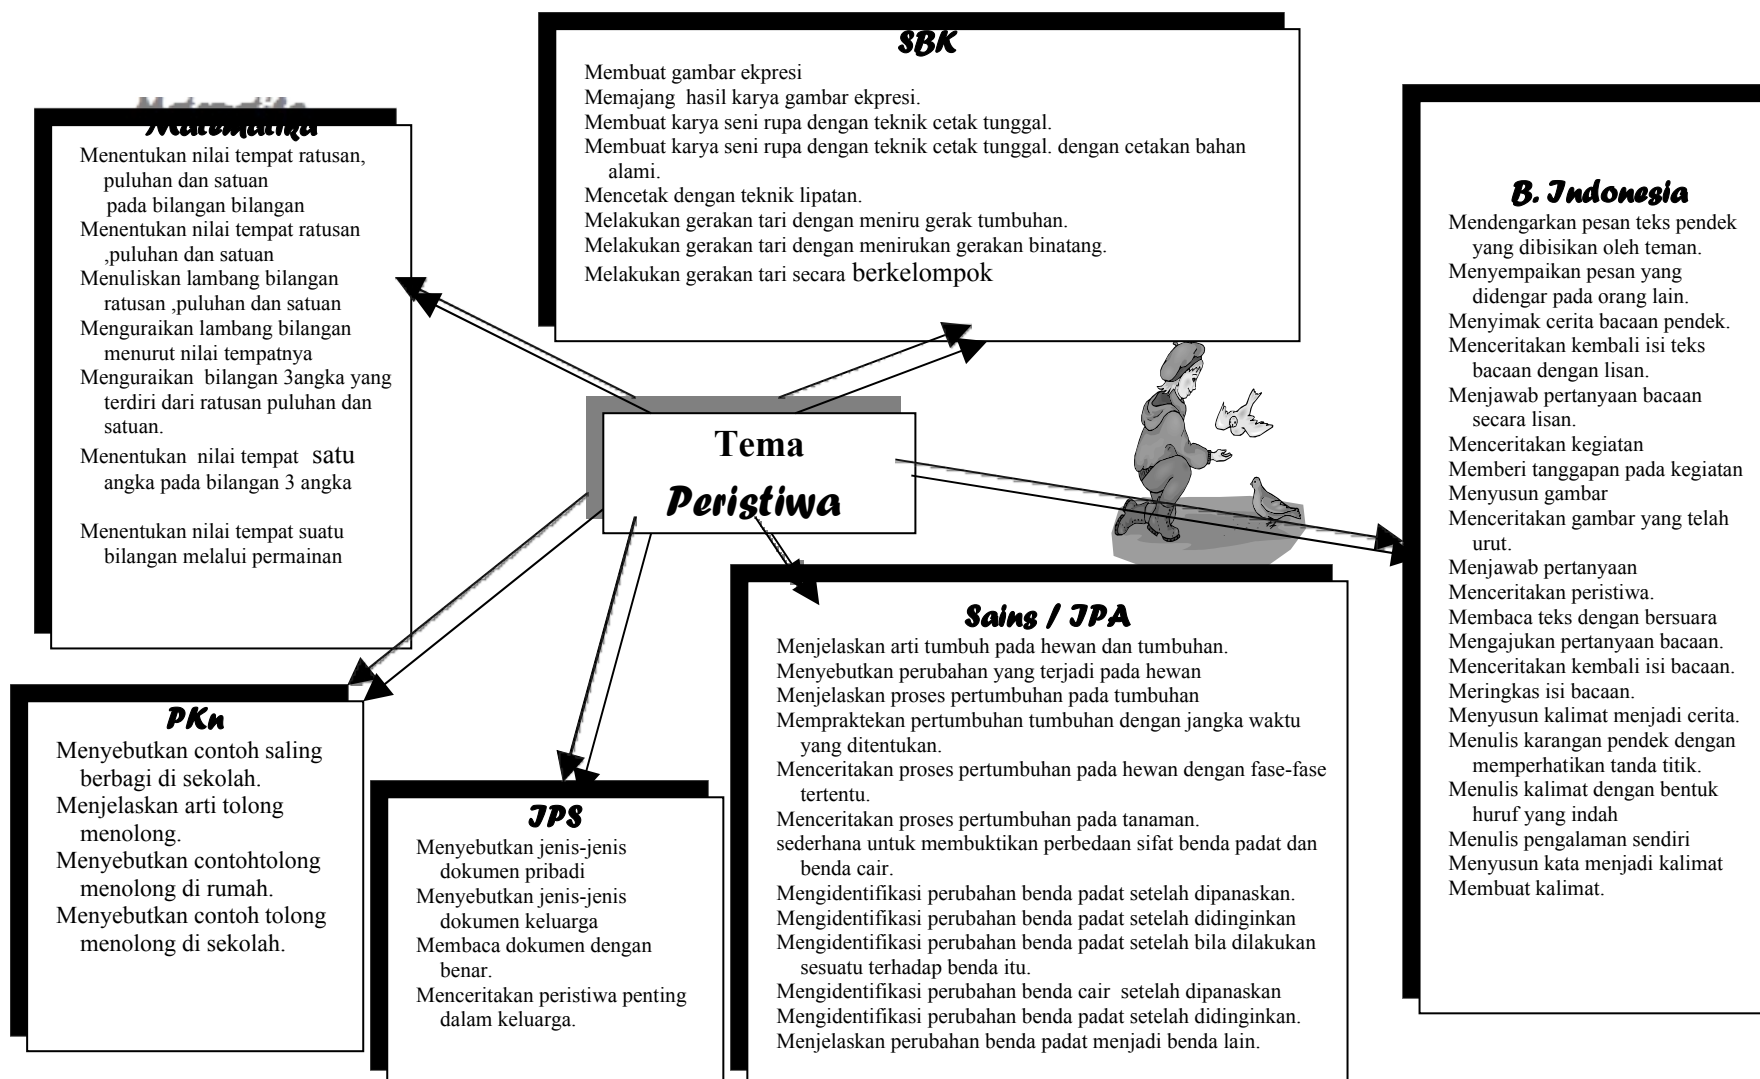 SBK
Membuat gambar ekpresi
Memajang hasil karya gambar ekpresi.
Membuat karya seni rupa dengan teknik cetak tunggal.
Membuat karya seni rupa dengan teknik cetak tunggal. dengan cetakan bahan
alami.
Mencetak dengan teknik lipatan.
Melakukan gerakan tari dengan meniru gerak tumbuhan.
Melakukan gerakan tari dengan menirukan gerakan binatang.
Melakukan gerakan tari secara berkelompok
Matematika
Menentukan nilai tempat ratusan,
puluhan dan satuan
pada bilangan bilangan
Menentukan nilai tempat ratusan
,puluhan dan satuan
Menuliskan lambang bilangan
ratusan ,puluhan dan satuan
Menguraikan lambang bilangan
menurut nilai tempatnya
Menguraikan bilangan 3angka yang
terdiri dari ratusan puluhan dan
satuan.
Menentukan nilai tempat satu
angka pada bilangan 3 angka
Menentukan nilai tempat suatu
bilangan melalui permainan
Tema
Peristiwa
B. Indonesia
Mendengarkan pesan teks pendek
yang dibisikan oleh teman.
Menyempaikan pesan yang
didengar pada orang lain.
Menyimak cerita bacaan pendek.
Menceritakan kembali isi teks
bacaan dengan lisan.
Menjawab pertanyaan bacaan
secara lisan.
Menceritakan kegiatan
Memberi tanggapan pada kegiatan
Menyusun gambar
Menceritakan gambar yang telah
urut.
Menjawab pertanyaan
Menceritakan peristiwa.
Membaca teks dengan bersuara
Mengajukan pertanyaan bacaan.
Menceritakan kembali isi bacaan.
Meringkas isi bacaan.
Menyusun kalimat menjadi cerita.
Menulis karangan pendek dengan
memperhatikan tanda titik.
Menulis kalimat dengan bentuk
huruf yang indah
Menulis pengalaman sendiri
Menyusun kata menjadi kalimat
Membuat kalimat.
PKn
Menyebutkan contoh saling
berbagi di sekolah.
Menjelaskan arti tolong
menolong.
Menyebutkan contohtolong
menolong di rumah.
Menyebutkan contoh tolong
menolong di sekolah.
IPS
Menyebutkan jenis-jenis
dokumen pribadi
Menyebutkan jenis-jenis
dokumen keluarga
Membaca dokumen dengan
benar.
Menceritakan peristiwa penting
dalam keluarga.
Sains / IPA
Menjelaskan arti tumbuh pada hewan dan tumbuhan.
Menyebutkan perubahan yang terjadi pada hewan
Menjelaskan proses pertumbuhan pada tumbuhan
Mempraktekan pertumbuhan tumbuhan dengan jangka waktu
yang ditentukan.
Menceritakan proses pertumbuhan pada hewan dengan fase-fase
tertentu.
Menceritakan proses pertumbuhan pada tanaman.
sederhana untuk membuktikan perbedaan sifat benda padat dan
benda cair.
Mengidentifikasi perubahan benda padat setelah dipanaskan.
Mengidentifikasi perubahan benda padat setelah didinginkan
Mengidentifikasi perubahan benda padat setelah bila dilakukan
sesuatu terhadap benda itu.
Mengidentifikasi perubahan benda cair setelah dipanaskan
Mengidentifikasi perubahan benda padat setelah didinginkan.
Menjelaskan perubahan benda padat menjadi benda lain.